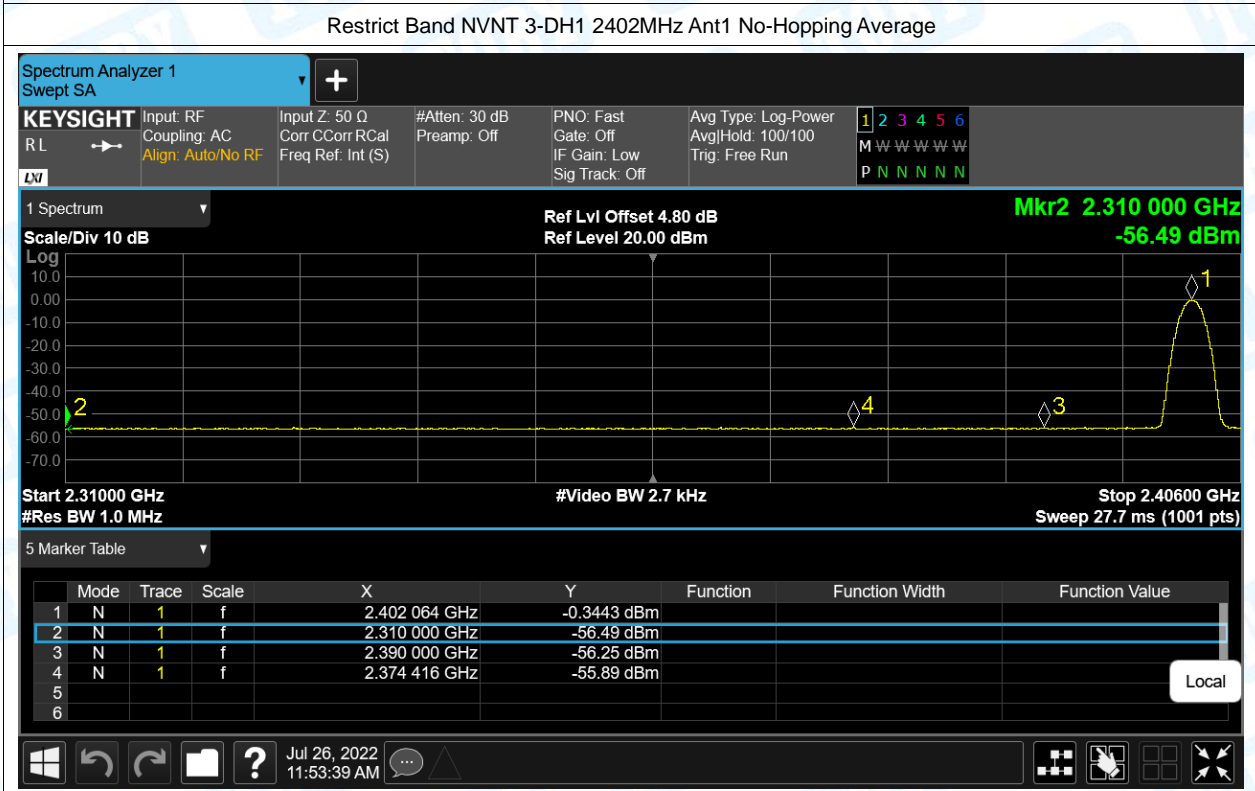 Restrict Band NVNT 3-DH1 2402MHz Ant1 No-Hopping Average
Spectrum Analyzer 1
Swept SA
KEYSIGHT
R L
LXI
Input: RF
Coupling: AC
Align: Auto/No RF
Input Z: 50 Ω
Corr CCorr RCal
Freq Ref: Int (S)
#Atten: 30 dB
Preamp: Off
PNO: Fast
Gate: Off
IF Gain: Low
Sig Track: Off
Avg Type: Log-Power
Avg|Hold: 100/100
Trig: Free Run
1 2 3 4 5 6
M W W W W W
P N N N N N
1 Spectrum
Scale/Div 10 dB
Ref Lvl Offset 4.80 dB
Ref Level 20.00 dBm
Mkr2 2.310 000 GHz
-56.49 dBm
Log
10.0
0.00
-10.0
-20.0
-30.0
-40.0
-50.0
-60.0
-70.0
1
2
4
3
Start 2.31000 GHz
#Res BW 1.0 MHz
#Video BW 2.7 kHz
Stop 2.40600 GHz
Sweep 27.7 ms (1001 pts)
5 Marker Table
Mode Trace Scale X Y Function Function Width Function Value
1 N 1 f 2.402 064 GHz -0.3443 dBm
2 N 1 f 2.310 000 GHz -56.49 dBm
3 N 1 f 2.390 000 GHz -56.25 dBm
4 N 1 f 2.374 416 GHz -55.89 dBm
5
6
Local
?
Jul 26, 2022
11:53:39 AM